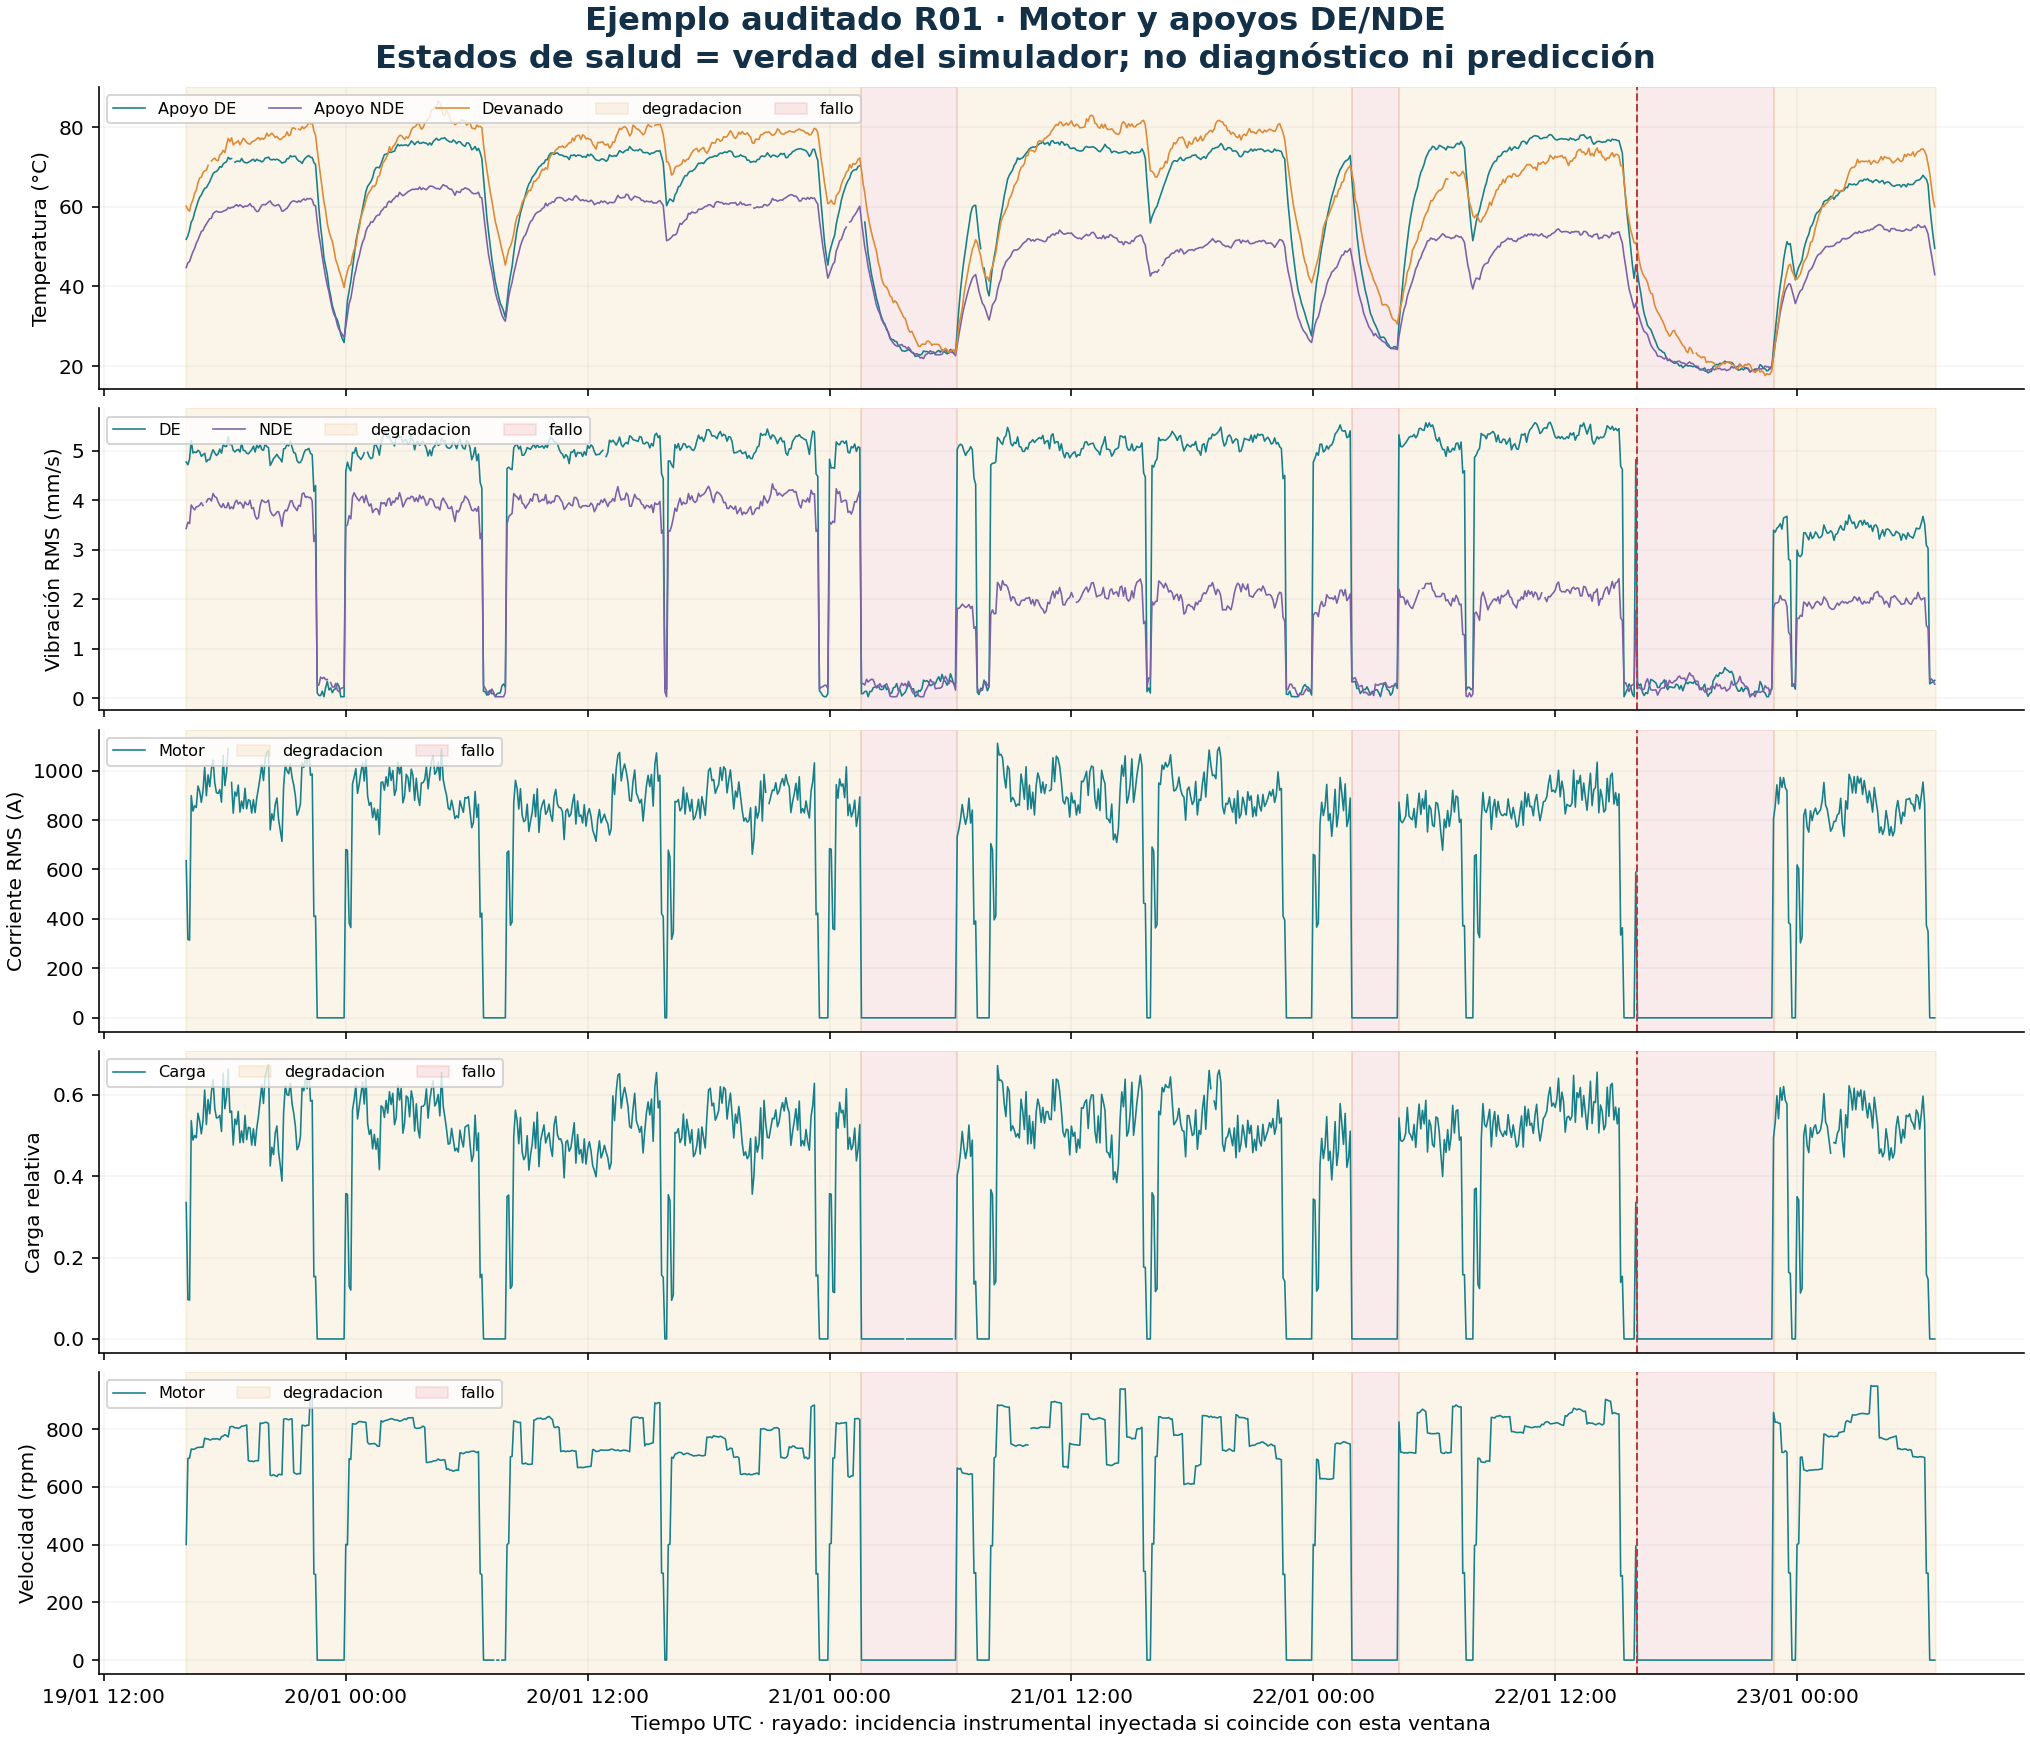 Ejemplo auditado R01 · Motor y apoyos DE/NDE
Estados de salud = verdad del simulador; no diagnóstico ni predicción
Apoyo DE Apoyo NDE Devanado degradacion fallo
Temperatura (°C)
80
60
40
20
DE NDE degradacion fallo
Vibración RMS (mm/s)
5
4
3
2
1
0
Motor degradacion fallo
Corriente RMS (A)
1000
800
600
400
200
0
Carga degradacion fallo
Carga relativa
0.6
0.4
0.2
0.0
Motor degradacion fallo
Velocidad (rpm)
800
600
400
200
0
19/01 12:00 20/01 00:00 20/01 12:00 21/01 00:00 21/01 12:00 22/01 00:00 22/01 12:00 23/01 00:00
Tiempo UTC · rayado: incidencia instrumental inyectada si coincide con esta ventana